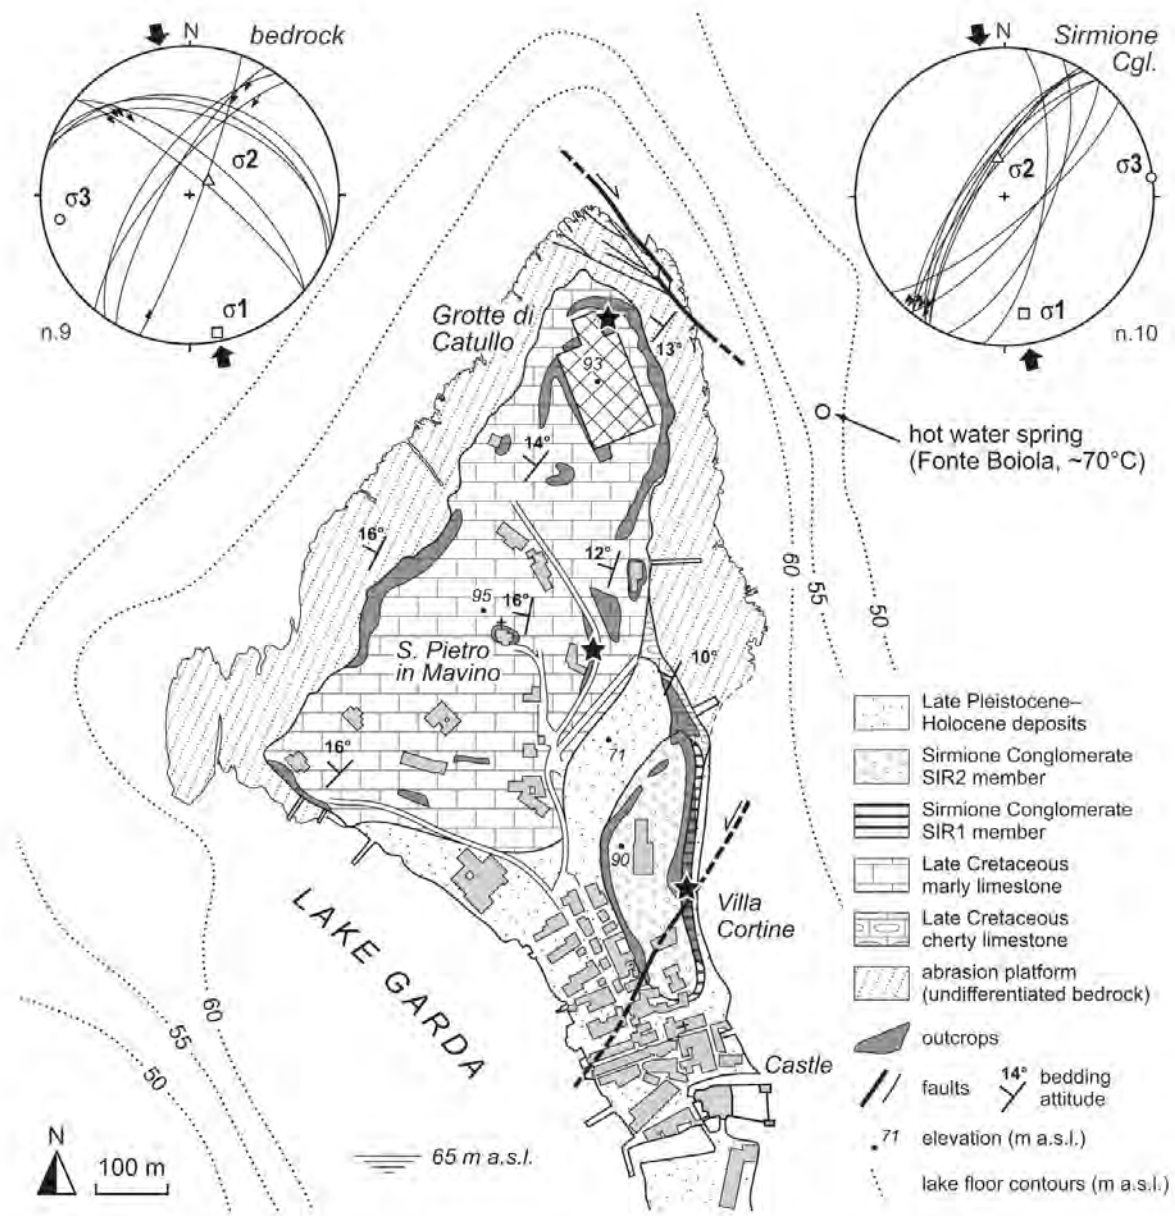 N
bedrock
σ2
σ3
σ1
n.9
N
Sirmione
Cgl.
σ2
σ3
σ1
n.10
Grotte di
Catullo
93
13°
14°
hot water spring
(Fonte Boiola, ~70°C)
16°
12°
60
55
50
95
16°
S. Pietro
in Mavino
10°
71
16°
90
Villa
Cortine
LAKE GARDA
Castle
60
55
50
Late Pleistocene–
Holocene deposits
Sirmione Conglomerate
SIR2 member
Sirmione Conglomerate
SIR1 member
Late Cretaceous
marly limestone
Late Cretaceous
cherty limestone
abrasion platform
(undifferentiated bedrock)
outcrops
faults
14°
bedding
attitude
71
elevation (m a.s.l.)
lake floor contours (m a.s.l.)
N
100 m
65 m a.s.l.